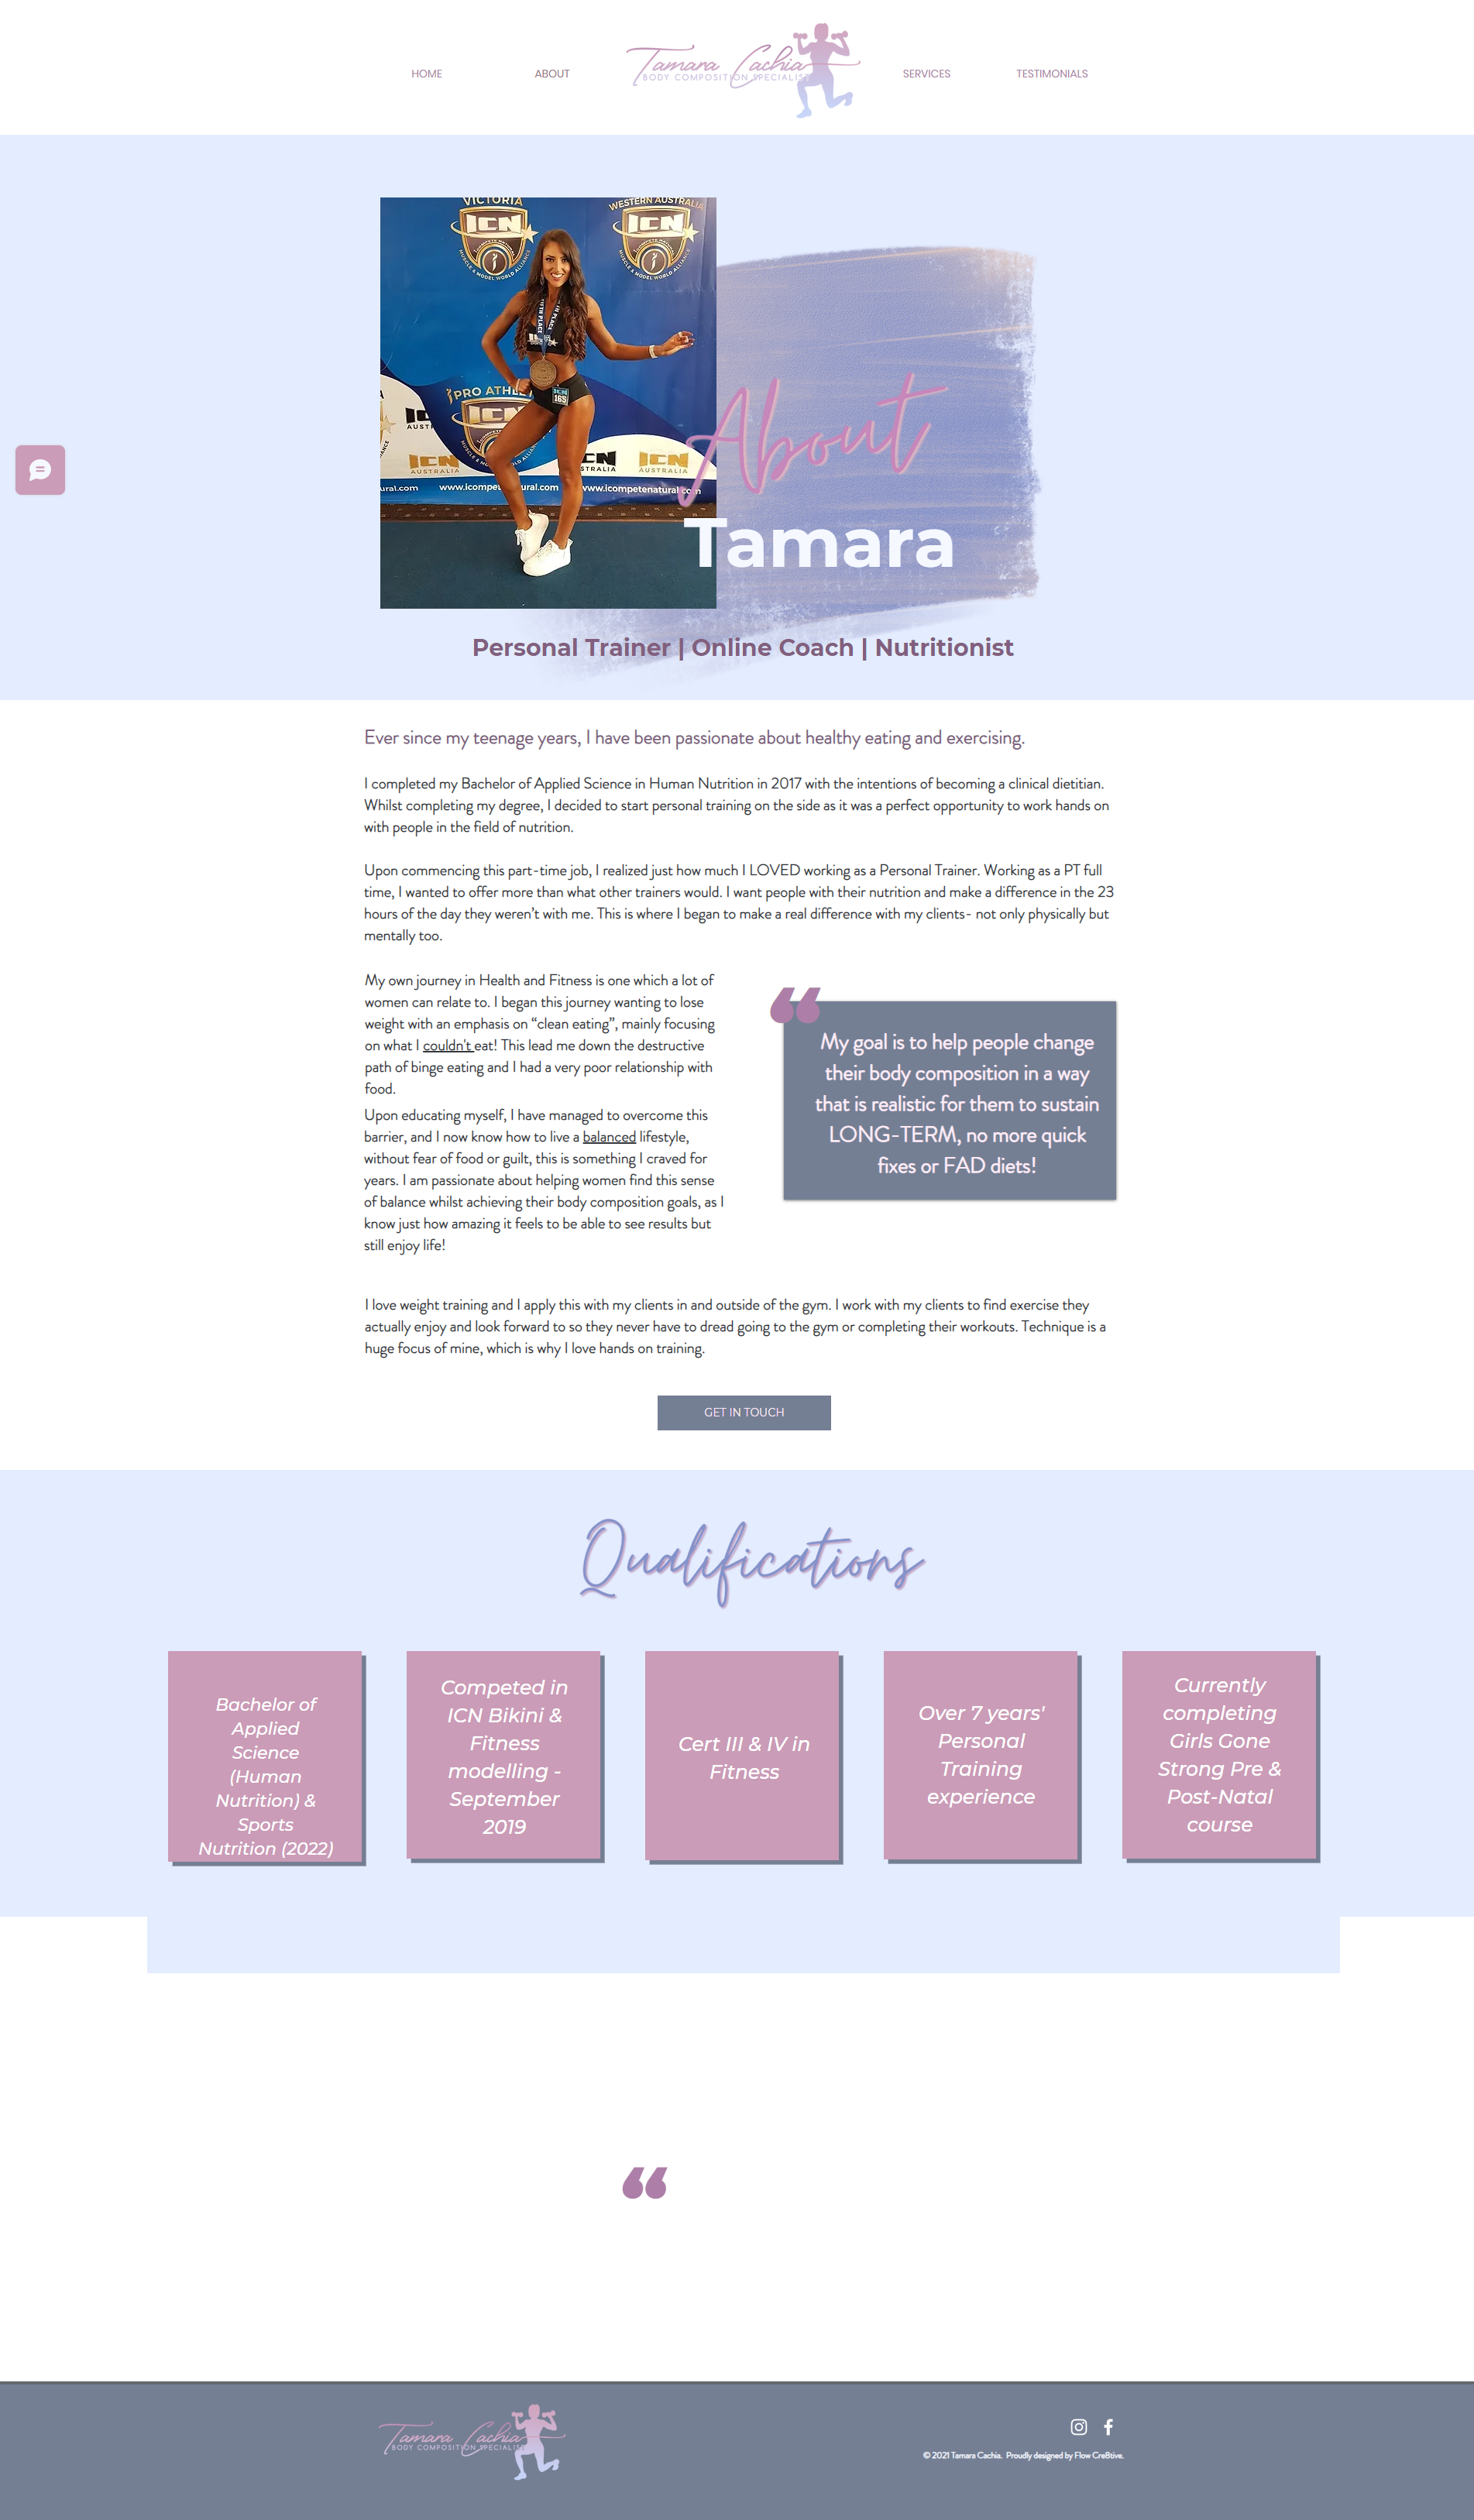 HOME
ABOUT
Tamara Cachia
BODY COMPOSITION SPECIALIST
SERVICES
TESTIMONIALS
VICTORIA
WESTERN AUSTRALIA
ICN
ICN
MUSCLE & MODEL WORLD ALLIANCE
MUSCLE & MODEL WORLD ALLIANCE
PRO ATHLE
ICN
165
ICN
AUSTRALIA
ICN
AUSTRALIA
www.icompetenatural.com
About
Tamara
Personal Trainer | Online Coach | Nutritionist
Ever since my teenage years, I have been passionate about healthy eating and exercising.
I completed my Bachelor of Applied Science in Human Nutrition in 2017 with the intentions of becoming a clinical dietitian.
Whilst completing my degree, I decided to start personal training on the side as it was a perfect opportunity to work hands on
with people in the field of nutrition.
Upon commencing this part-time job, I realized just how much I LOVED working as a Personal Trainer. Working as a PT full
time, I wanted to offer more than what other trainers would. I want people with their nutrition and make a difference in the 23
hours of the day they weren't with me. This is where I began to make a real difference with my clients- not only physically but
mentally too.
My own journey in Health and Fitness is one which a lot of
women can relate to. I began this journey wanting to lose
weight with an emphasis on “clean eating”, mainly focusing
on what I couldn't eat! This lead me down the destructive
path of binge eating and I had a very poor relationship with
food.
Upon educating myself, I have managed to overcome this
barrier, and I now know how to live a balanced lifestyle,
without fear of food or guilt, this is something I craved for
years. I am passionate about helping women find this sense
of balance whilst achieving their body composition goals, as I
know just how amazing it feels to be able to see results but
still enjoy life!
“
My goal is to help people change
their body composition in a way
that is realistic for them to sustain
LONG-TERM, no more quick
fixes or FAD diets!
I love weight training and I apply this with my clients in and outside of the gym. I work with my clients to find exercise they
actually enjoy and look forward to so they never have to dread going to the gym or completing their workouts. Technique is a
huge focus of mine, which is why I love hands on training.
GET IN TOUCH
Qualifications
Bachelor of
Applied
Science
(Human
Nutrition) &
Sports
Nutrition (2022)
Competed in
ICN Bikini &
Fitness
modelling -
September
2019
Cert III & IV in
Fitness
Over 7 years'
Personal
Training
experience
Currently
completing
Girls Gone
Strong Pre &
Post-Natal
course
“
Tamara Cachia
BODY COMPOSITION SPECIALIST
© 2021 Tamara Cachia. Proudly designed by Flow Cre8tive.